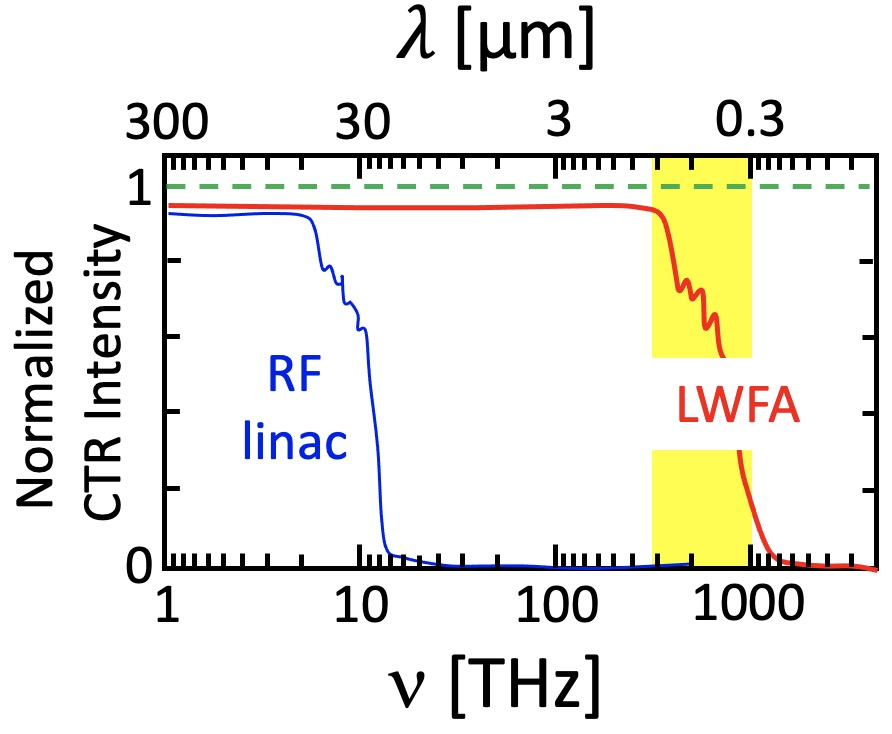 λ [μm]
300 30 3 0.3
1
Normalized
CTR Intensity
RF
linac
LWFA
0
1 10 100 1000
ν [THz]